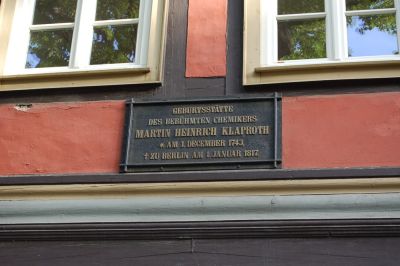 GEBURTSSTÄTTE
DES BERÜHMTEN CHEMIKERS
MARTIN HEINRICH KLAPROTH
* AM 1. DECEMBER 1743,
† ZU BERLIN AM 1. JANUAR 1817.